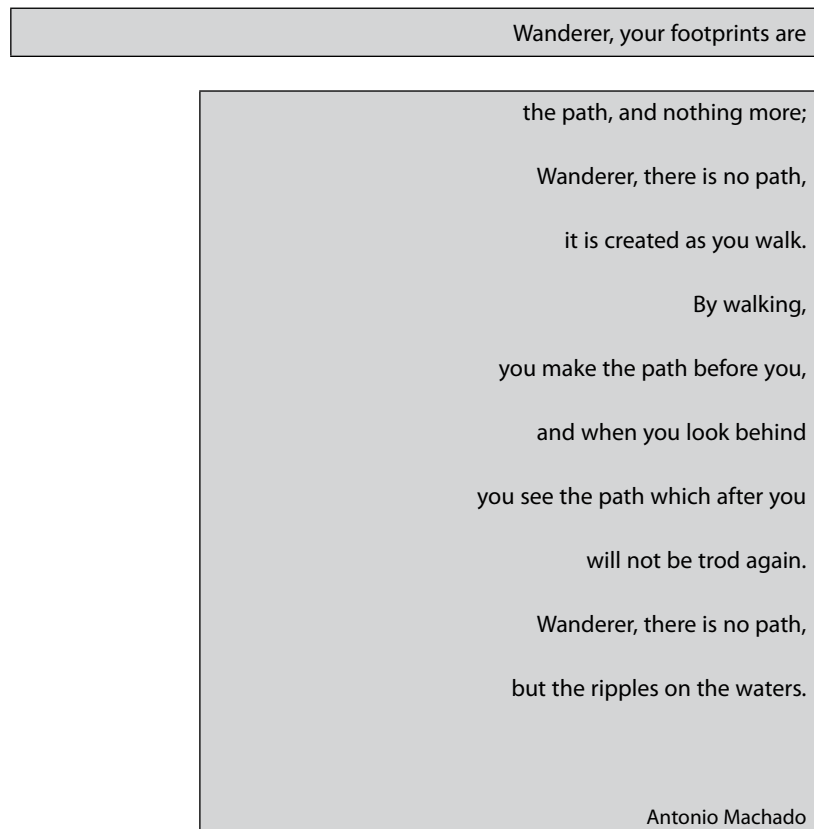 Wanderer, your footprints are
the path, and nothing more;
Wanderer, there is no path,
it is created as you walk.
By walking,
you make the path before you,
and when you look behind
you see the path which after you
will not be trod again.
Wanderer, there is no path,
but the ripples on the waters.
Antonio Machado